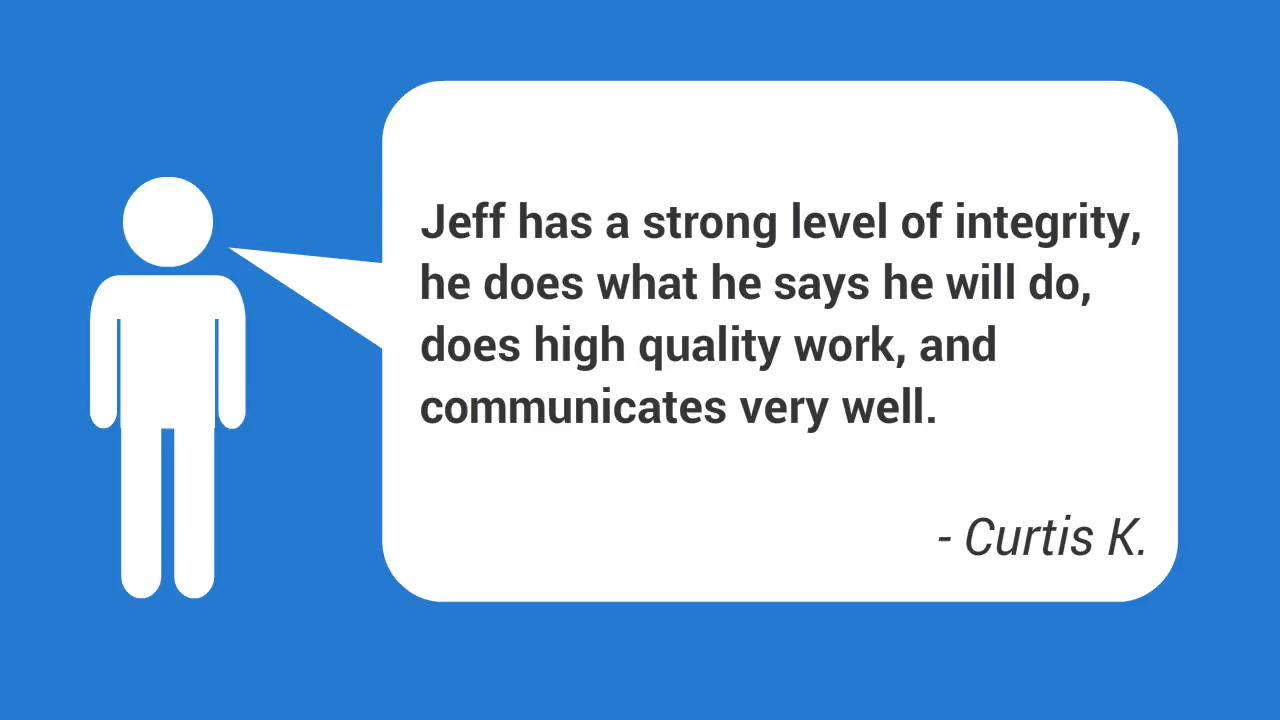 Jeff has a strong level of integrity,
he does what he says he will do,
does high quality work, and
communicates very well.
- Curtis K.